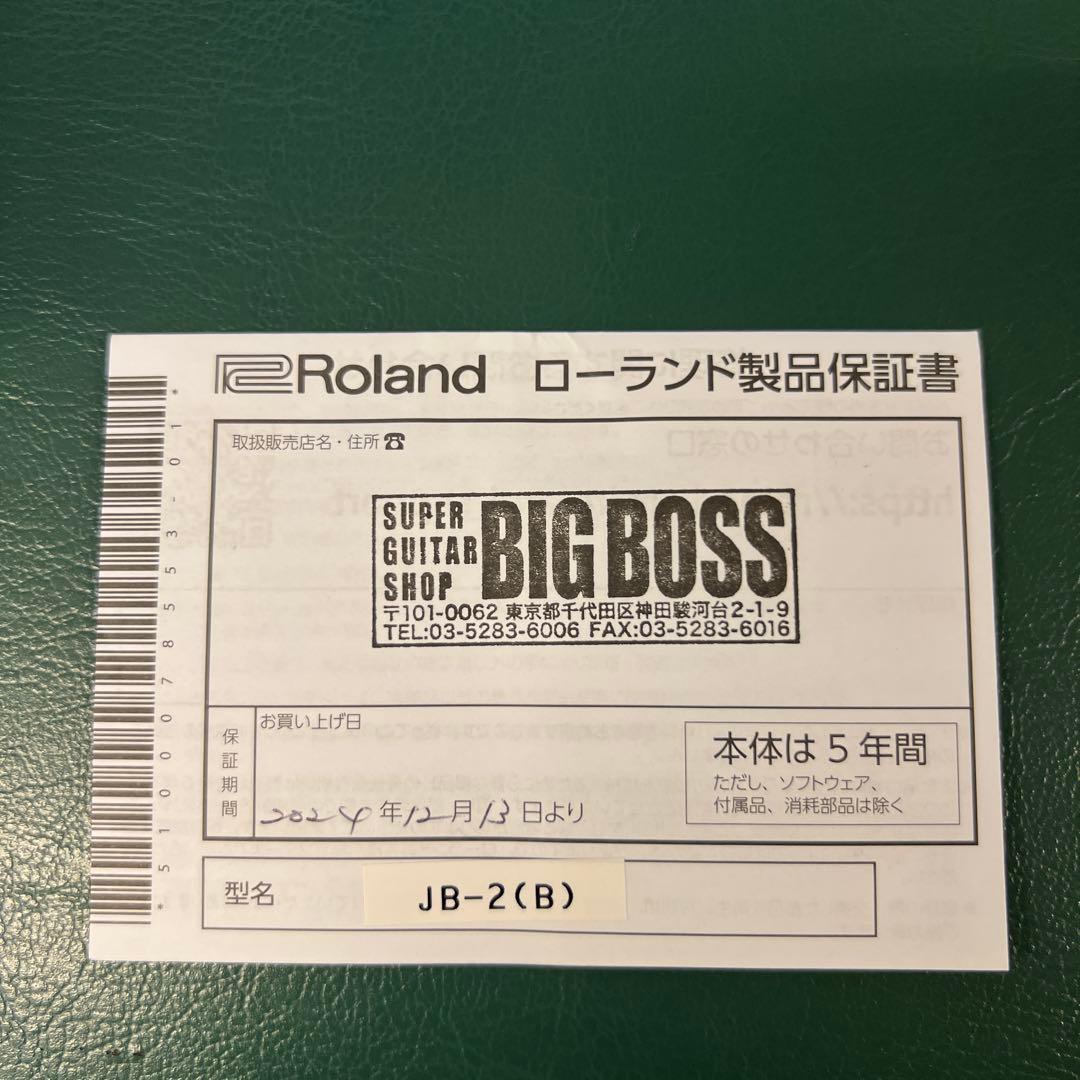 Roland ローランド製品保証書
取扱販売店名・住所☎
SUPER
GUITAR
SHOP
BIG BOSS
〒101-0062 東京都千代田区神田駿河台2-1-9
TEL:03-5283-6006 FAX:03-5283-6016
保証期間
お買い上げ日
2024年12月13日より
本体は5年間
ただし、ソフトウェア、
付属品、消耗部品は除く
型名
JB-2(B)
*5100078553-01*